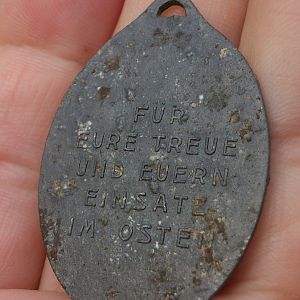 FÜR
EURE TREUE
UND EUERN
EINSATZ
IM OSTEN